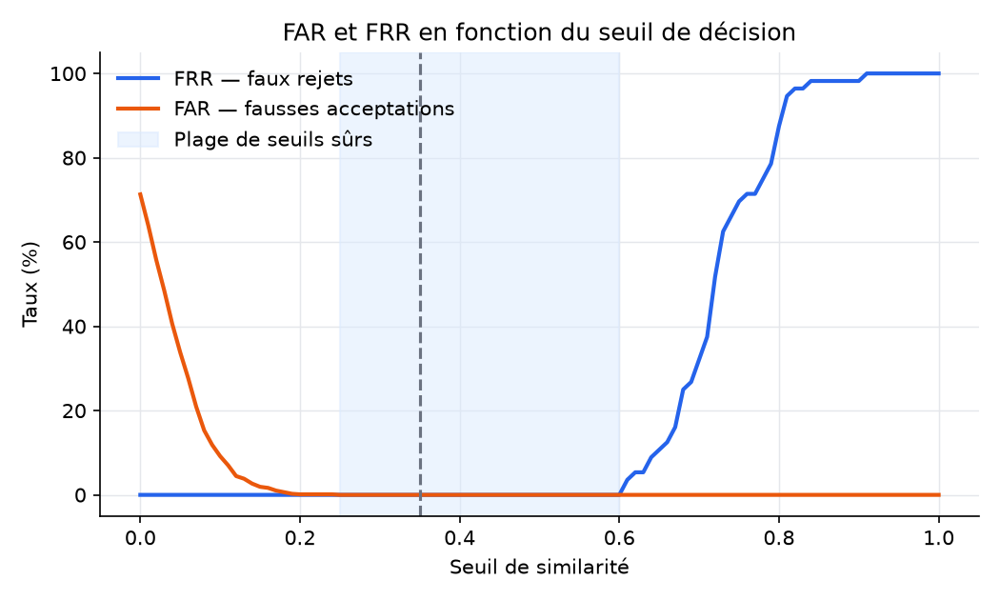 FAR et FRR en fonction du seuil de décision
FRR — faux rejets
FAR — fausses acceptations
Plage de seuils sûrs
100
80
60
40
20
0
Taux (%)
0.0 0.2 0.4 0.6 0.8 1.0
Seuil de similarité